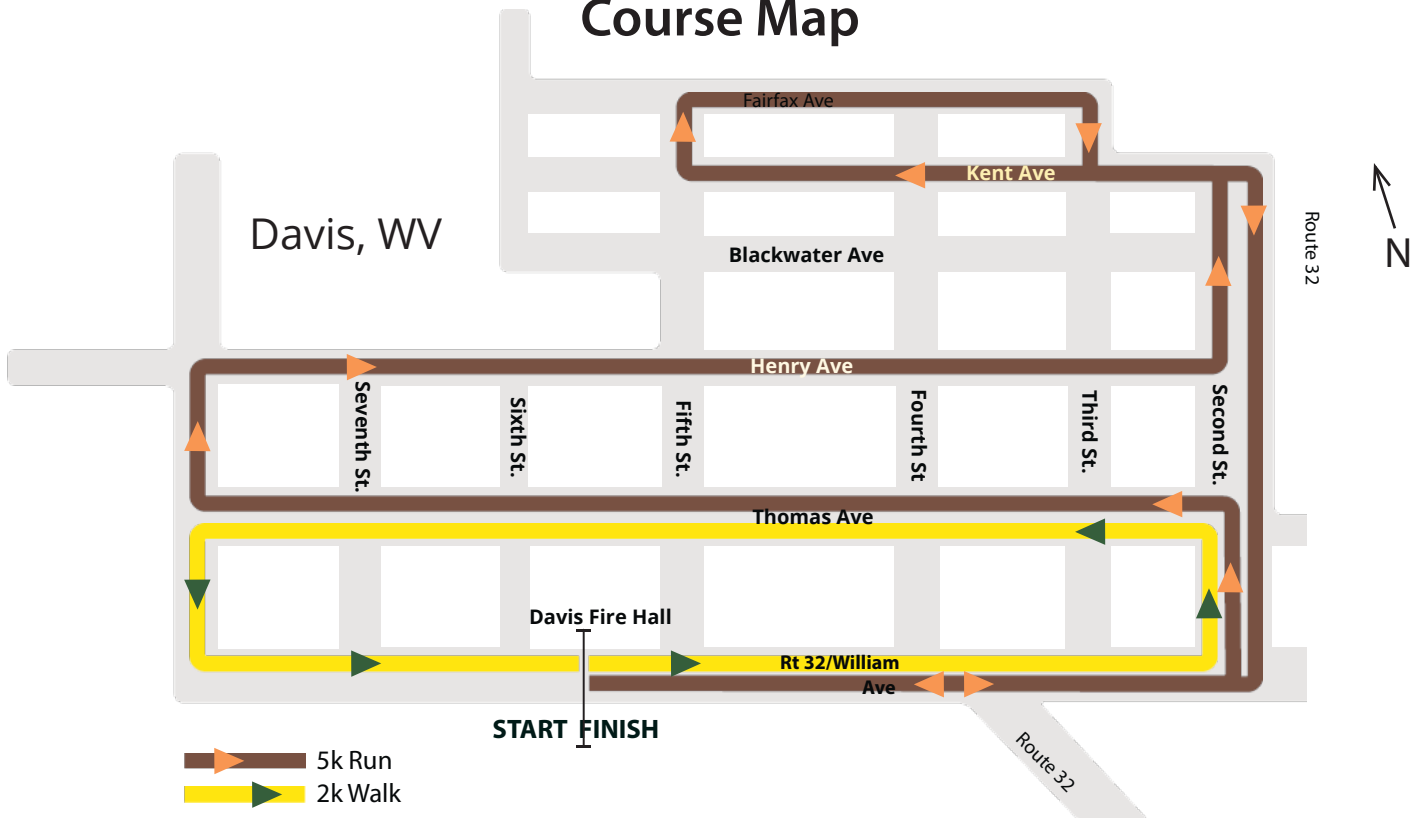 Course Map
Fairfax Ave
Kent Ave
Davis, WV
Route 32
Blackwater Ave
N
Henry Ave
Seventh St.
Sixth St.
Fifth St.
Fourth St
Third St.
Second St.
Thomas Ave
Davis Fire Hall
Rt 32/William
Ave
START FINISH
Route 32
5k Run
2k Walk